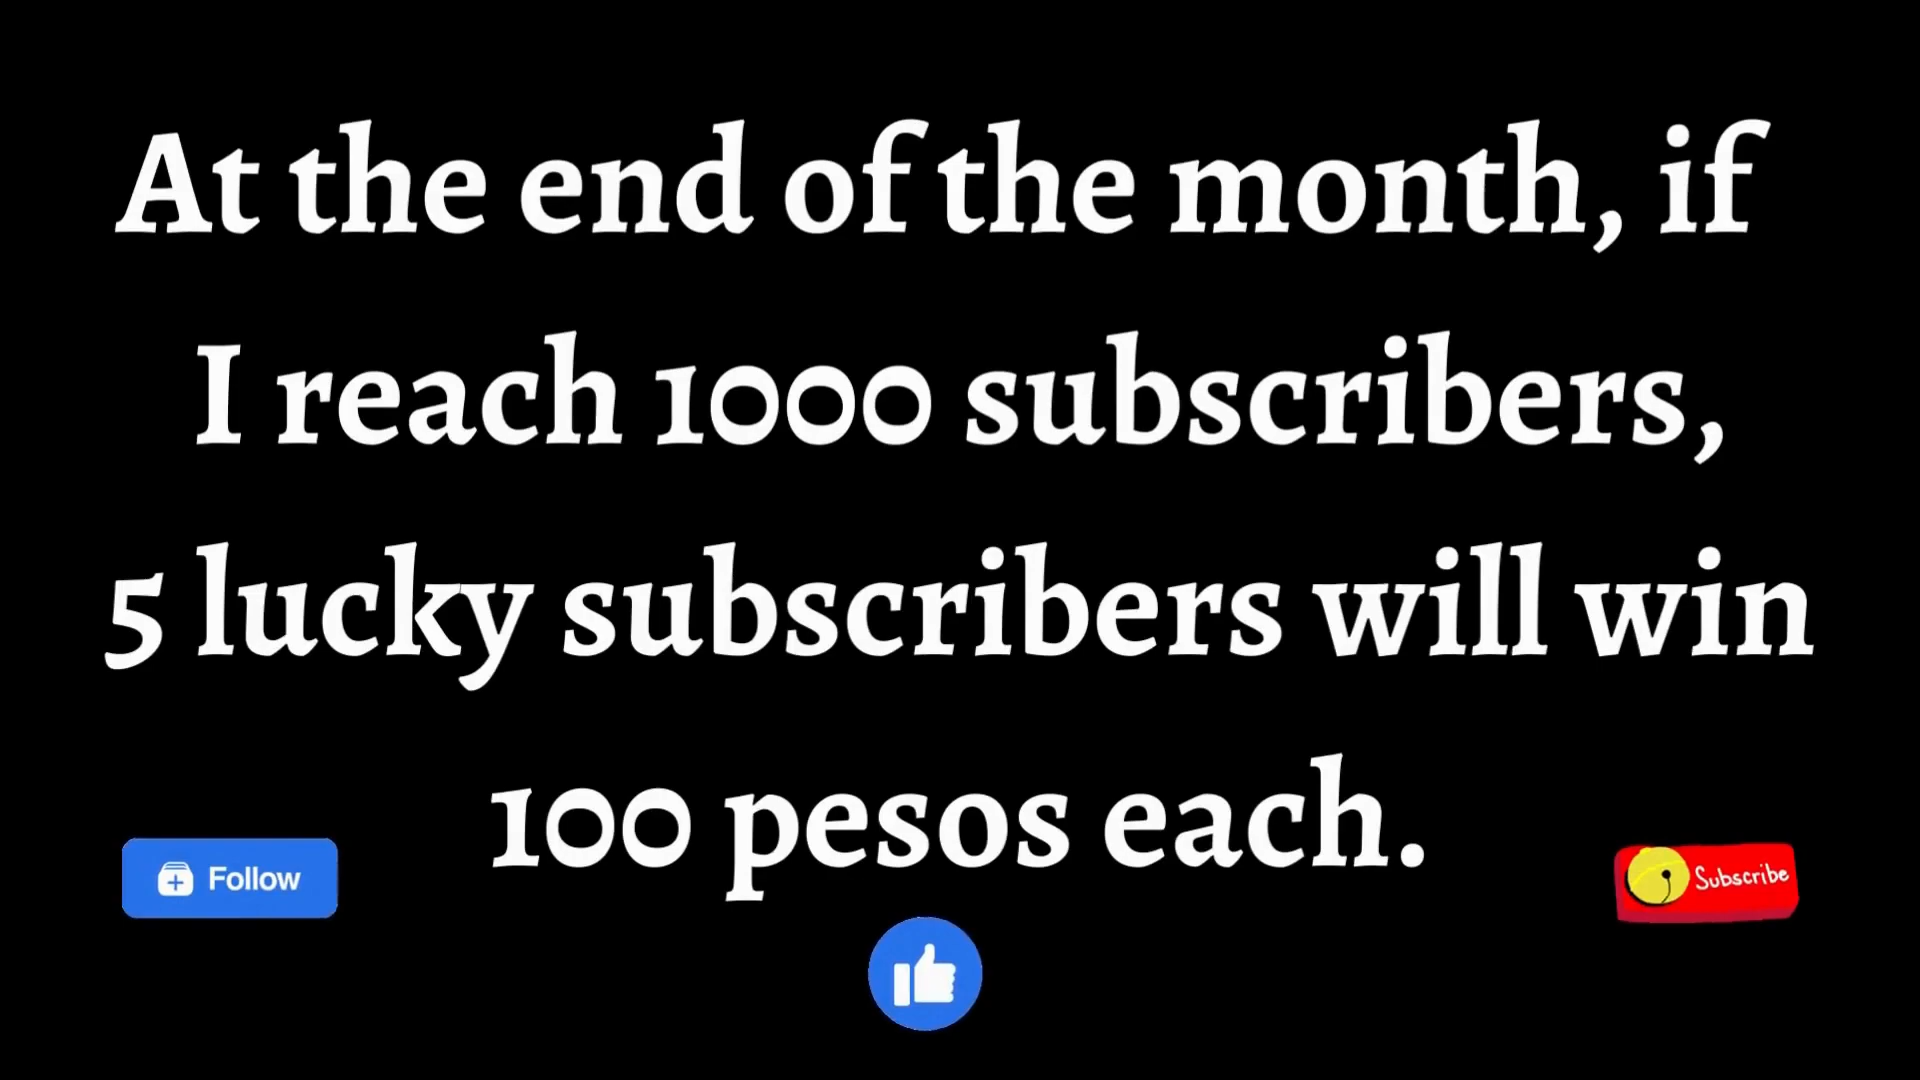 At the end of the month, if
I reach 1000 subscribers,
5 lucky subscribers will win
100 pesos each.
Follow
Subscribe